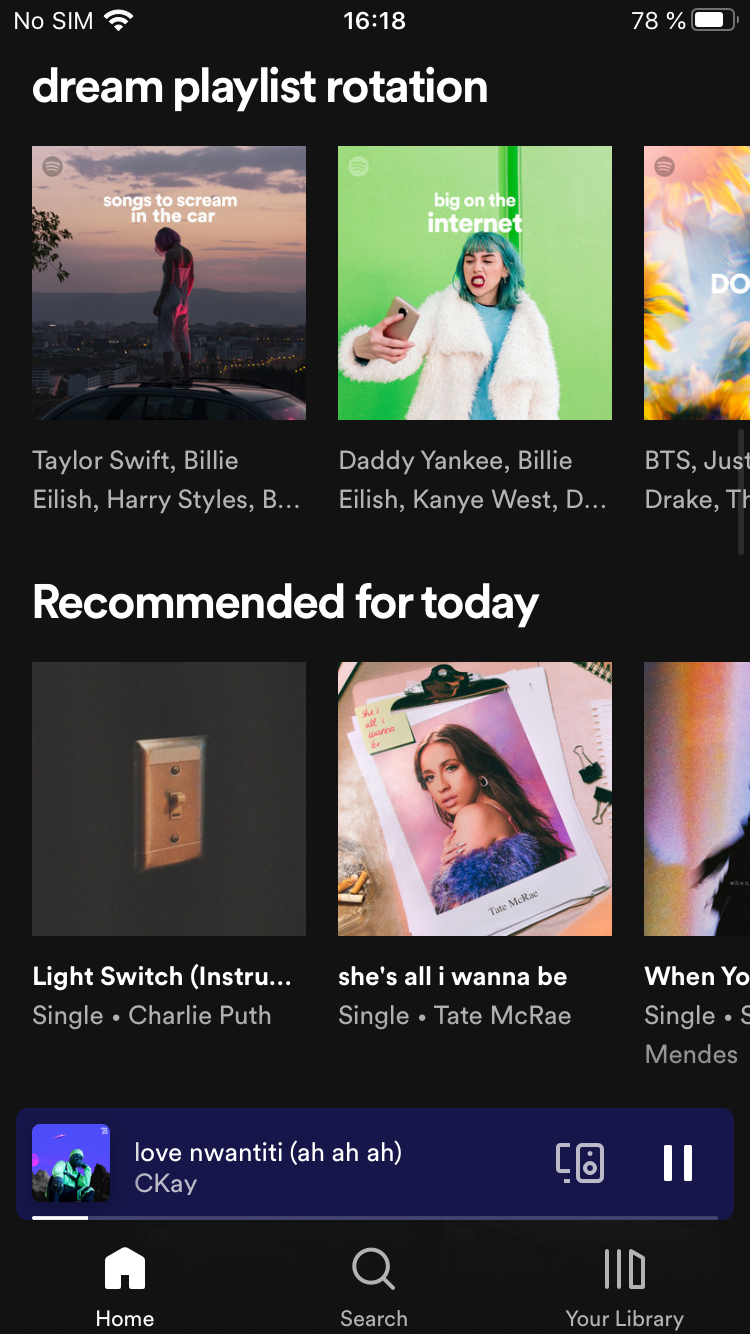 No SIM 16:18 78 %
dream playlist rotation
songs to scream
in the car
big on the
internet
DO
Taylor Swift, Billie
Eilish, Harry Styles, B...
Daddy Yankee, Billie
Eilish, Kanye West, D...
BTS, Just
Drake, Th
Recommended for today
she's
all i
wanna
be
Tate McRae
when
Light Switch (Instru...
Single • Charlie Puth
she's all i wanna be
Single • Tate McRae
When Yo
Single • S
Mendes
love nwantiti (ah ah ah)
CKay
Home
Search
Your Library